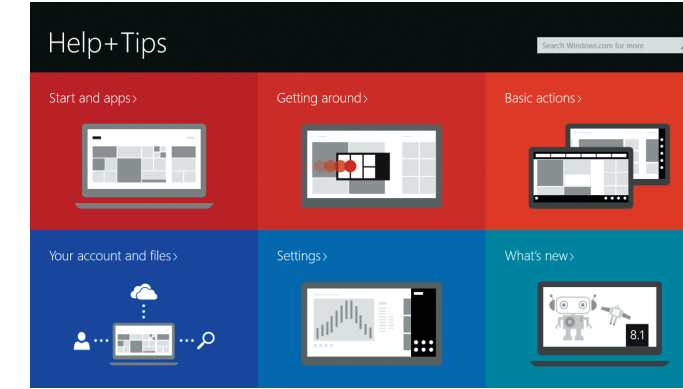 Help+Tips
Search Windows.com for more
Start and apps›
Getting around›
Basic actions›
Your account and files›
Settings›
What's new›
8.1